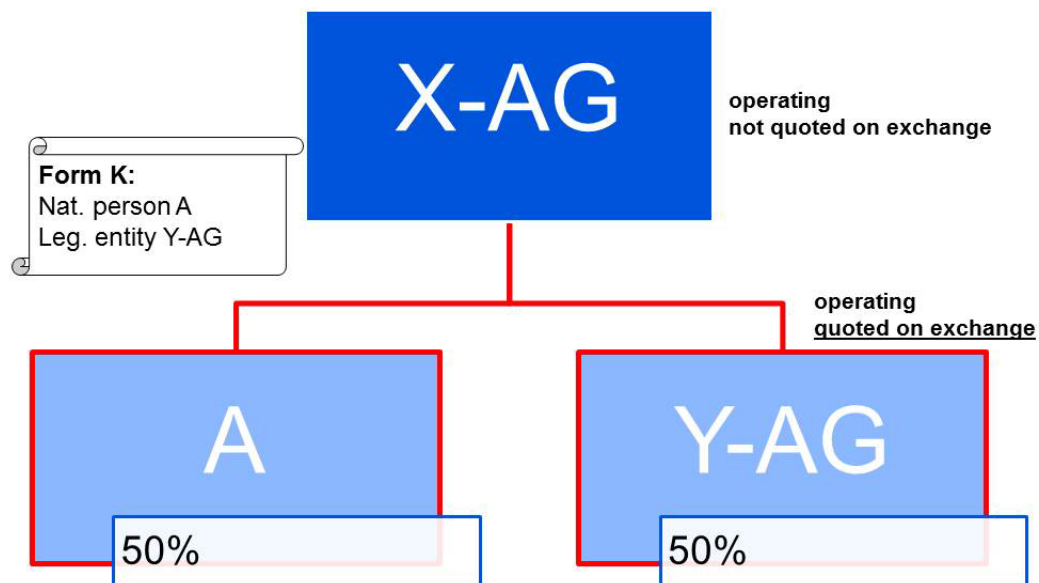 X-AG
operating
not quoted on exchange
Form K:
Nat. person A
Leg. entity Y-AG
operating
quoted on exchange
A
Y-AG
50%
50%